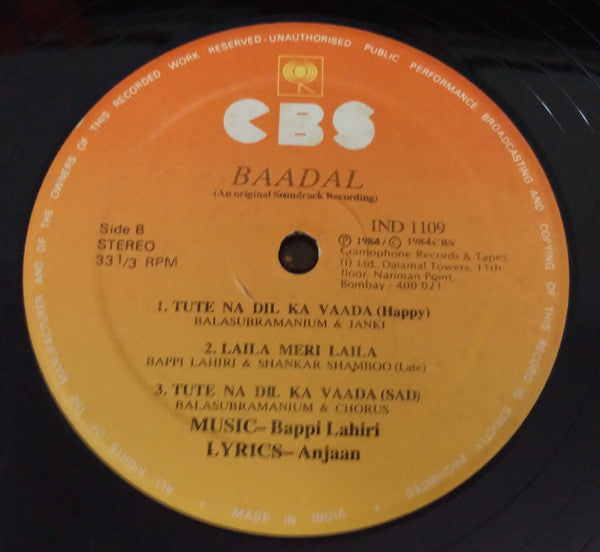 ALL RIGHTS OF THE MANUFACTURER AND OF THE OWNERS OF THIS RECORDED WORK RESERVED · UNAUTHORISED PUBLIC PERFORMANCE BROADCASTING AND COPYING OF THIS RECORD IS STRICTLY PROHIBITED
CBS
BAADAL
(An original Soundrack Recording)
Side B
STEREO
33 1/3 RPM
IND 1109
Ⓟ 1984/Ⓒ 1984 CBS
Gramophone Records & Tapes
(I) Ltd., Dalamal Towers, 11th
floor, Nariman Point,
Bombay - 400 021
1. TUTE NA DIL KA VAADA (Happy)
BALASUBRAMANIUM & JANKI
2. LAILA MERI LAILA
BAPPI LAHIRI & SHANKAR SHAMBOO (Late)
3. TUTE NA DIL KA VAADA (SAD)
BALASUBRAMANIUM & CHORUS
MUSIC– Bappi Lahiri
LYRICS– Anjaan
· MADE IN INDIA ·